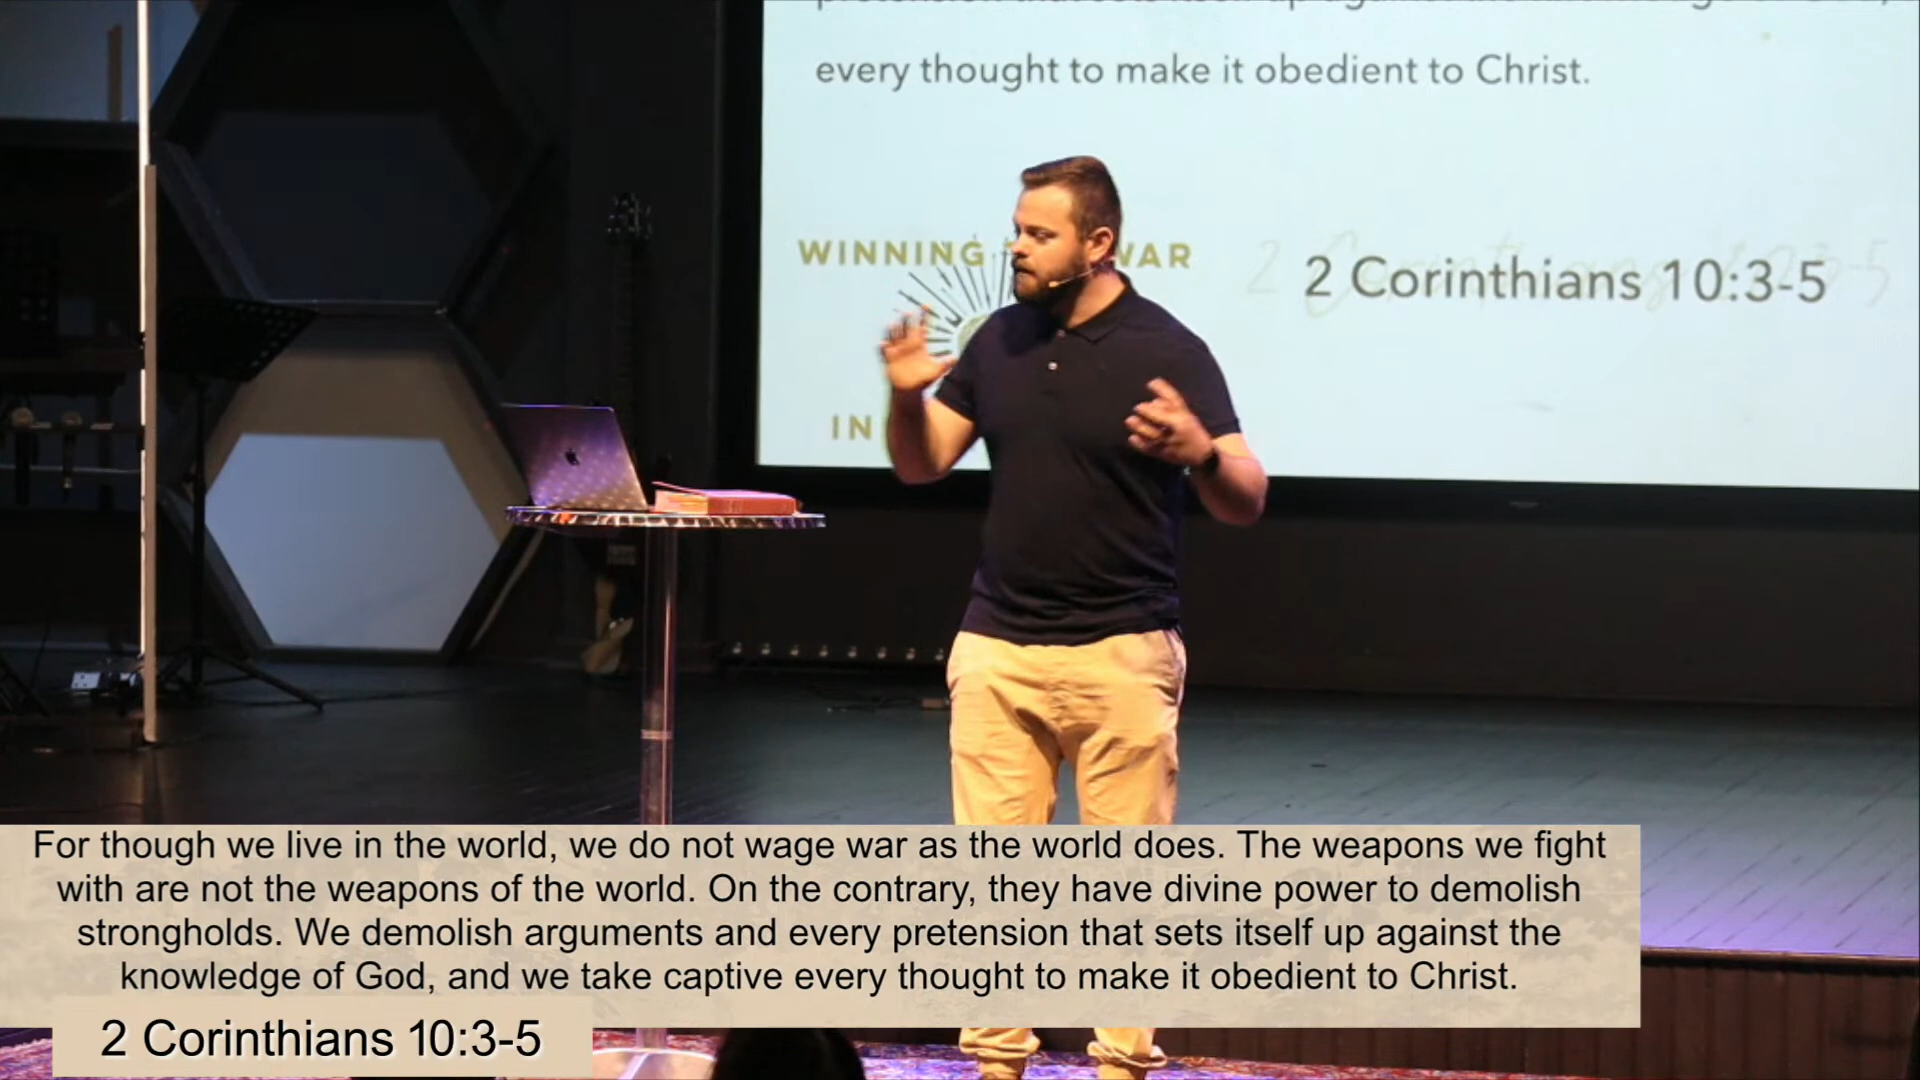 every thought to make it obedient to Christ.
WINNING WAR
2 Corinthians 10:3-5
IN
For though we live in the world, we do not wage war as the world does. The weapons we fight
with are not the weapons of the world. On the contrary, they have divine power to demolish
strongholds. We demolish arguments and every pretension that sets itself up against the
knowledge of God, and we take captive every thought to make it obedient to Christ.
2 Corinthians 10:3-5